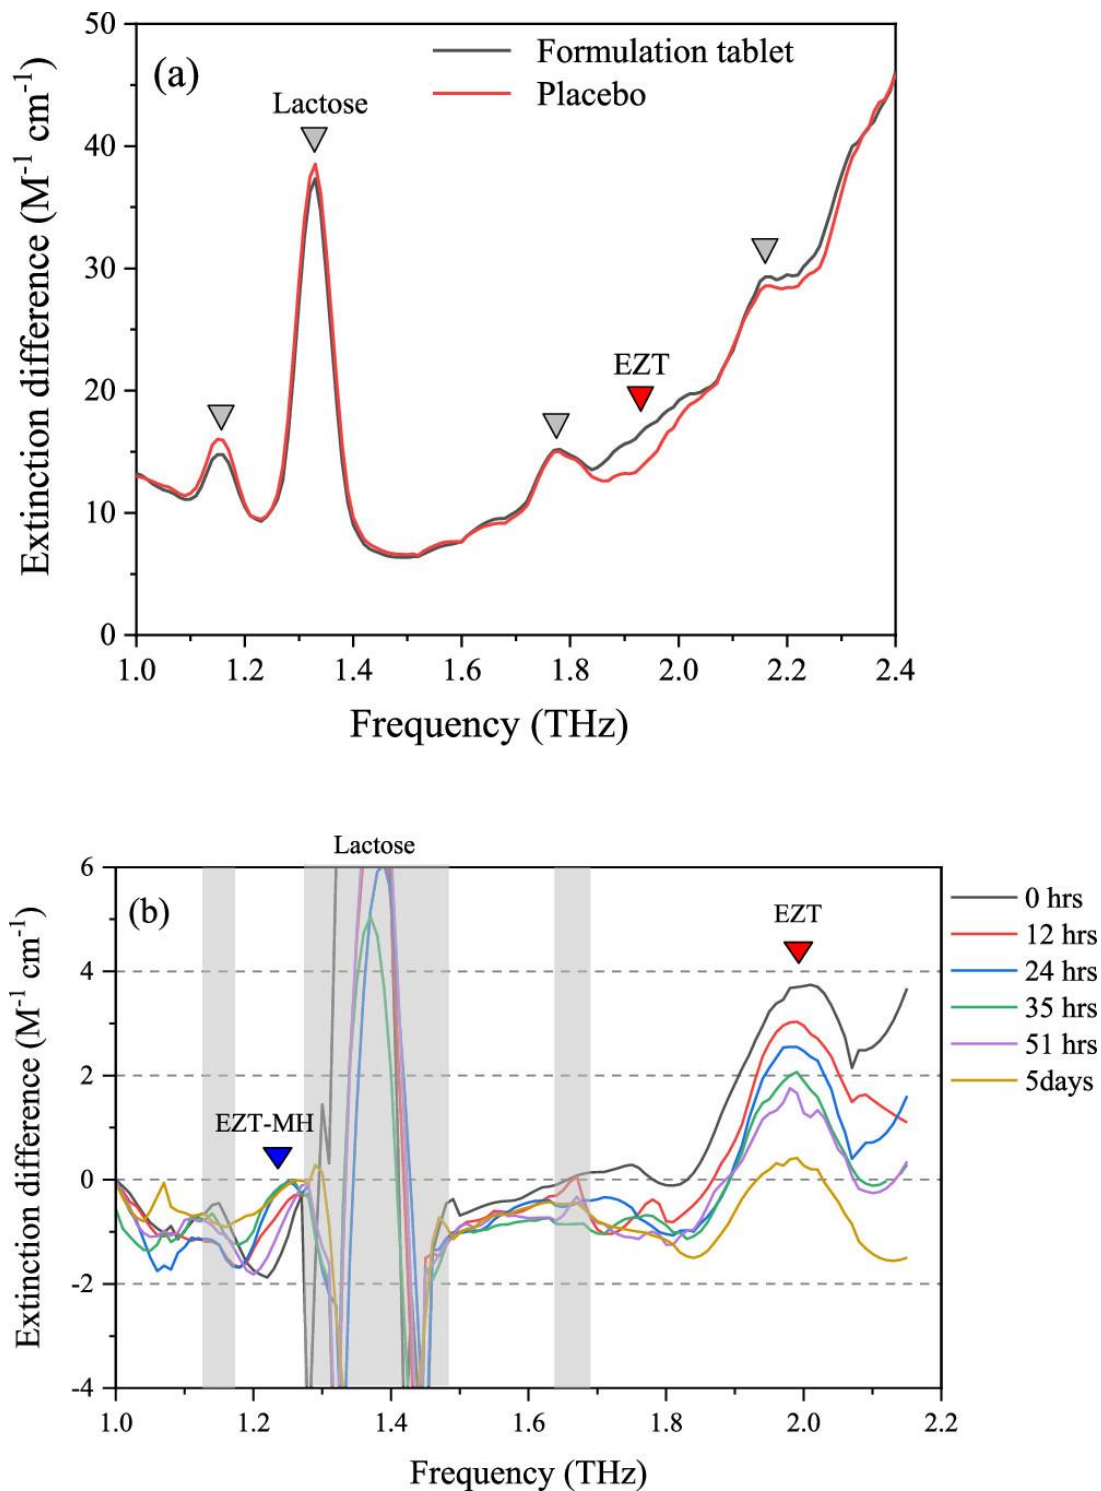 (a)
Formulation tablet
Placebo
Lactose
EZT
Extinction difference (M⁻¹ cm⁻¹)
50
40
30
20
10
0
1.0 1.2 1.4 1.6 1.8 2.0 2.2 2.4
Frequency (THz)
Lactose
(b)
EZT
EZT-MH
Extinction difference (M⁻¹ cm⁻¹)
6
4
2
0
-2
-4
1.0 1.2 1.4 1.6 1.8 2.0 2.2
Frequency (THz)
0 hrs
12 hrs
24 hrs
35 hrs
51 hrs
5days